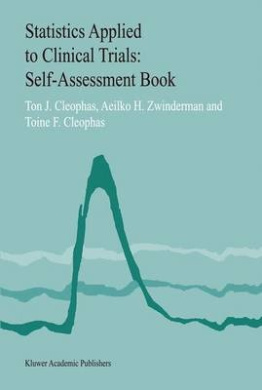 Statistics Applied
to Clinical Trials:
Self-Assessment Book
Ton J. Cleophas, Aeilko H. Zwinderman and
Toine F. Cleophas
Kluwer Academic Publishers